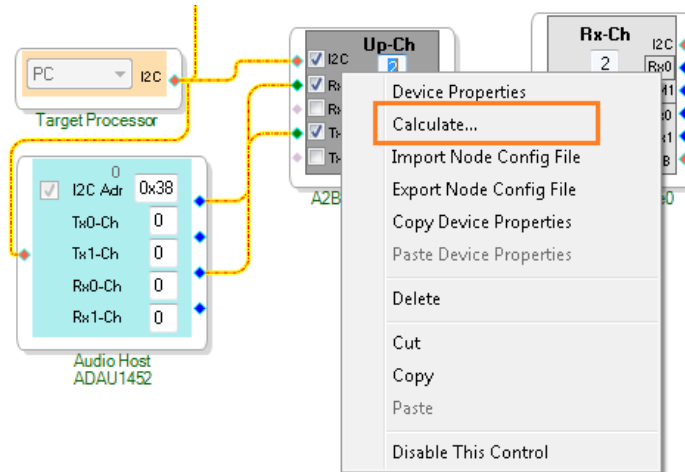 PC
I2C
Target Processor
0
I2C Adr 0x38
Tx0-Ch 0
Tx1-Ch 0
Rx0-Ch 0
Rx1-Ch 0
Audio Host
ADAU1452
Up-Ch
I2C
2
A2B
Rx-Ch
I2C
2
Rx0
Device Properties
Calculate...
Import Node Config File
Export Node Config File
Copy Device Properties
Paste Device Properties
Delete
Cut
Copy
Paste
Disable This Control